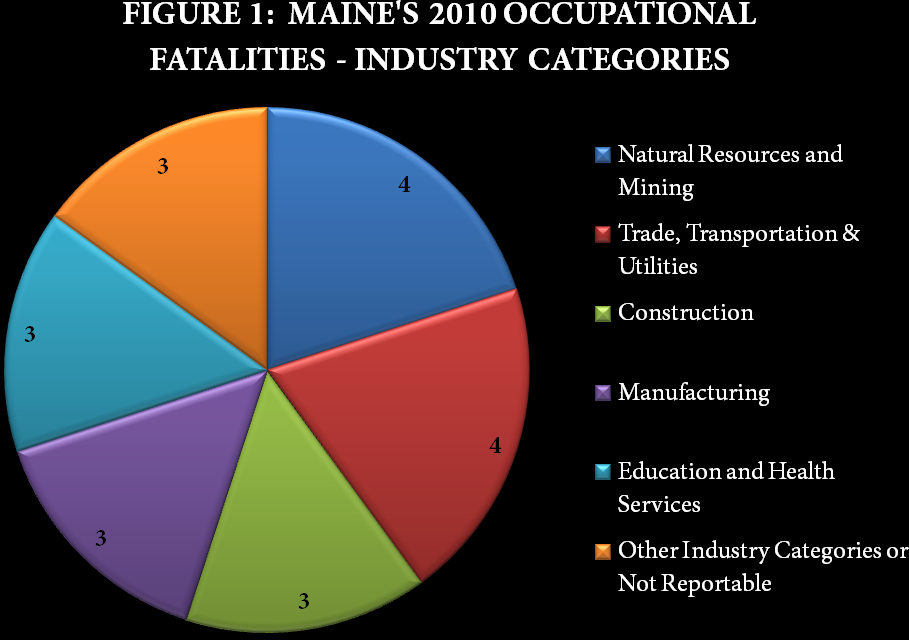 FIGURE 1: MAINE'S 2010 OCCUPATIONAL
FATALITIES - INDUSTRY CATEGORIES
3
4
3
4
3
3
Natural Resources and
Mining
Trade, Transportation &
Utilities
Construction
Manufacturing
Education and Health
Services
Other Industry Categories or
Not Reportable